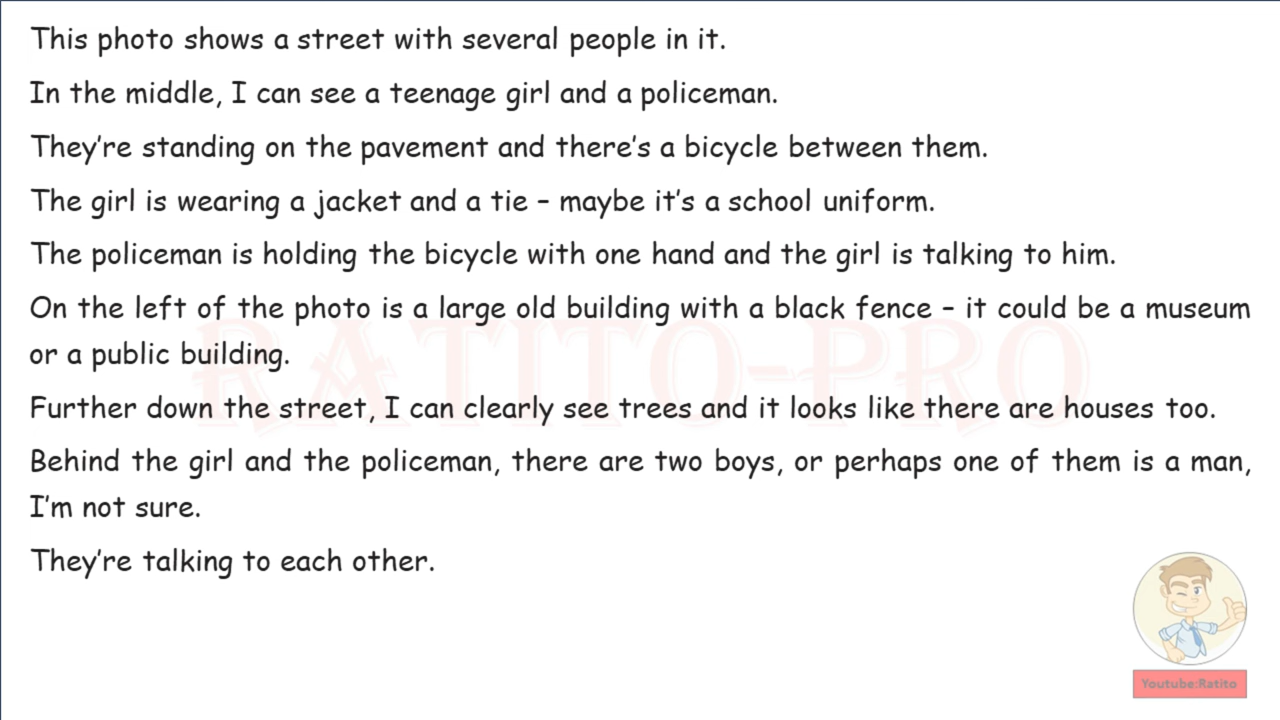 This photo shows a street with several people in it.
In the middle, I can see a teenage girl and a policeman.
They’re standing on the pavement and there’s a bicycle between them.
The girl is wearing a jacket and a tie – maybe it’s a school uniform.
The policeman is holding the bicycle with one hand and the girl is talking to him.
On the left of the photo is a large old building with a black fence – it could be a museum
or a public building.
RATITO-PRO
Further down the street, I can clearly see trees and it looks like there are houses too.
Behind the girl and the policeman, there are two boys, or perhaps one of them is a man,
I’m not sure.
They’re talking to each other.
Youtube:Ratito